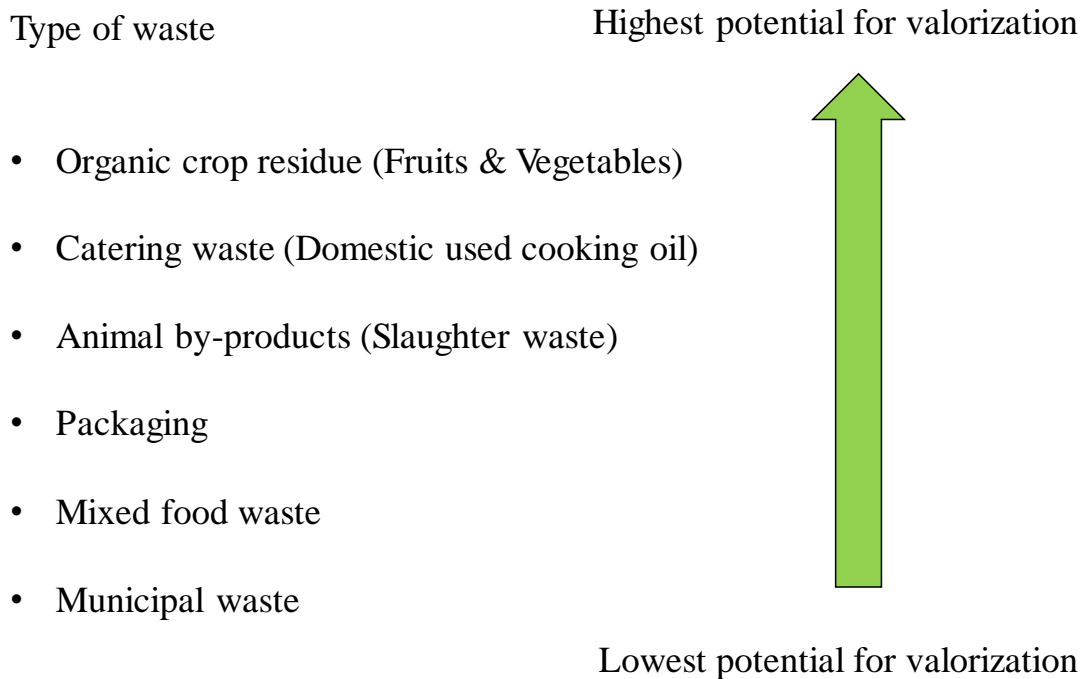 Type of waste
Highest potential for valorization
• Organic crop residue (Fruits & Vegetables)
• Catering waste (Domestic used cooking oil)
• Animal by-products (Slaughter waste)
• Packaging
• Mixed food waste
• Municipal waste
Lowest potential for valorization